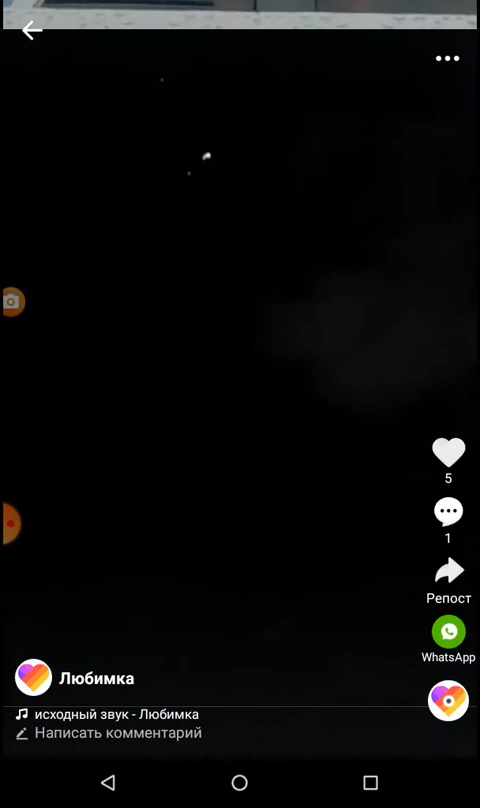 5
1
Репост
WhatsApp
Любимка
исходный звук - Любимка
Написать комментарий